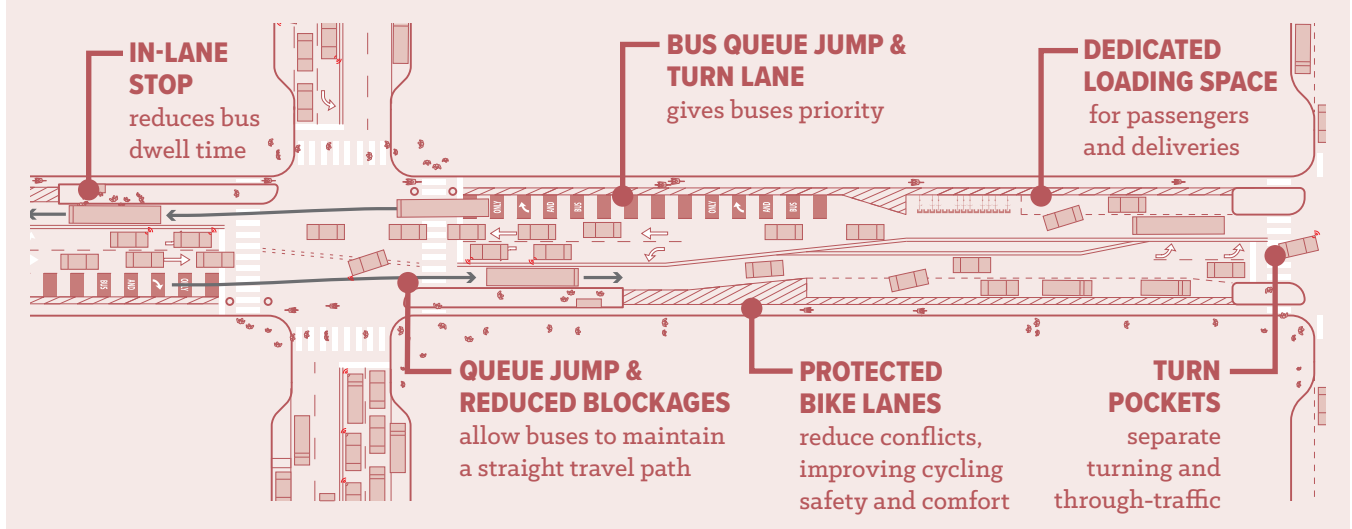 IN-LANE
STOP
reduces bus
dwell time
BUS QUEUE JUMP &
TURN LANE
gives buses priority
DEDICATED
LOADING SPACE
for passengers
and deliveries
ONLY
AND
BUS
ONLY
AND
BUS
BUS
AND
ONLY
QUEUE JUMP &
REDUCED BLOCKAGES
allow buses to maintain
a straight travel path
PROTECTED
BIKE LANES
reduce conflicts,
improving cycling
safety and comfort
TURN
POCKETS
separate
turning and
through-traffic